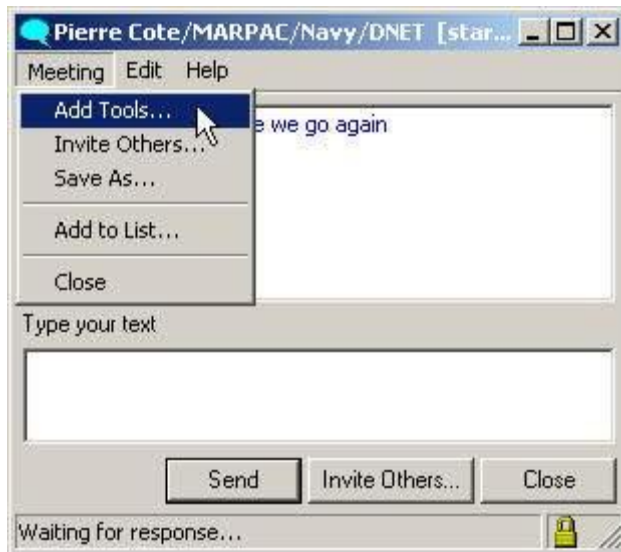 Pierre Cote/MARPAC/Navy/DNET [star...
Meeting Edit Help
Add Tools...
e we go again
Invite Others...
Save As...
Add to List...
Close
Type your text
Send Invite Others... Close
Waiting for response...